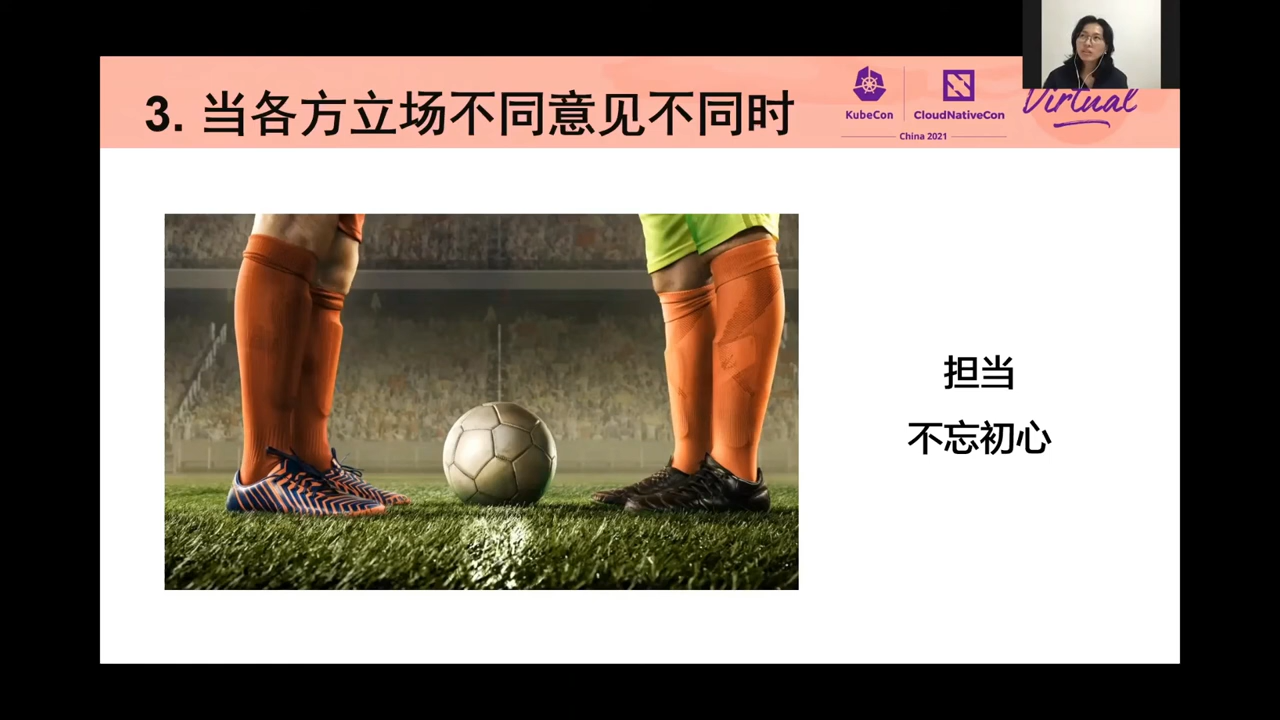 3. 当各方立场不同意见不同时
KubeCon
CloudNativeCon
China 2021
Virtual
担当
不忘初心